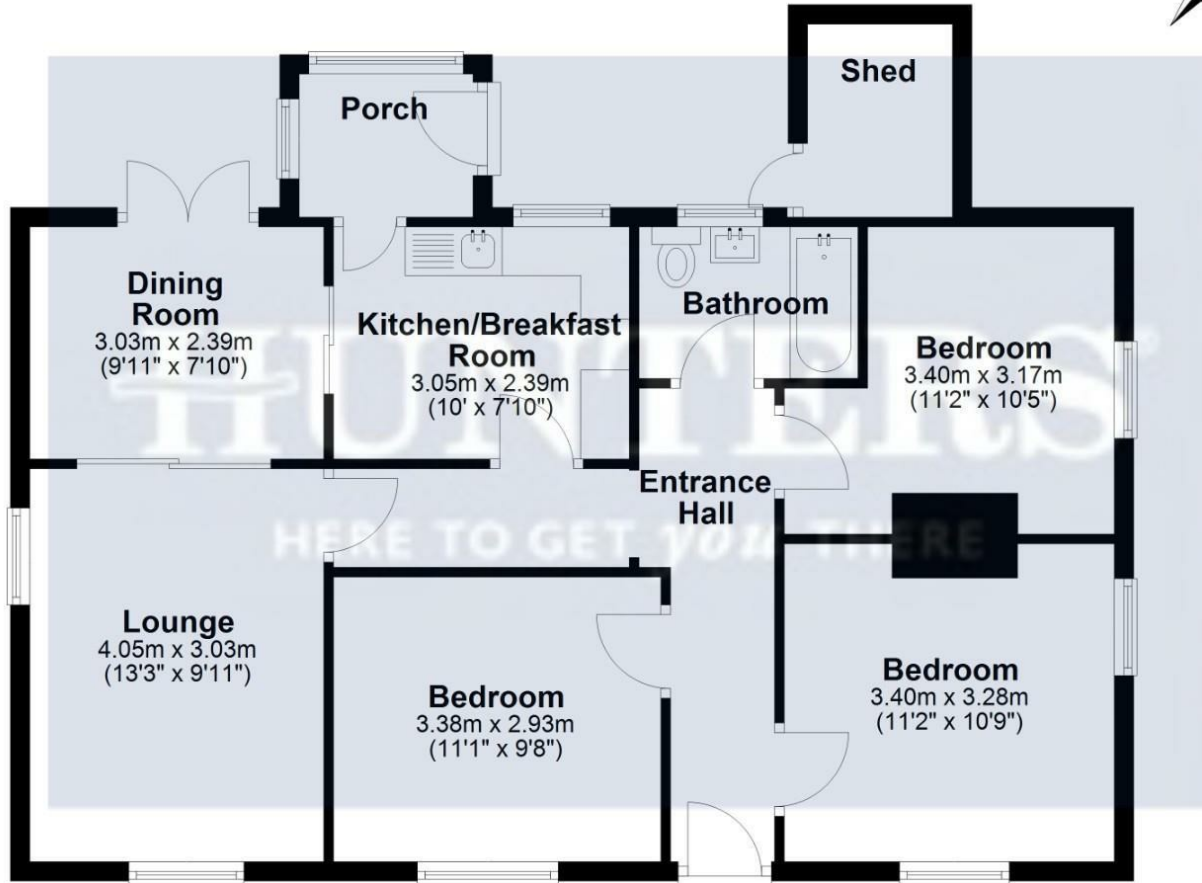 Shed
Porch
Dining
Room
3.03m x 2.39m
(9'11" x 7'10")
Kitchen/Breakfast
Room
3.05m x 2.39m
(10' x 7'10")
Bathroom
Bedroom
3.40m x 3.17m
(11'2" x 10'5")
HUNTERS
Entrance
Hall
HERE TO GET you THERE
Lounge
4.05m x 3.03m
(13'3" x 9'11")
Bedroom
3.38m x 2.93m
(11'1" x 9'8")
Bedroom
3.40m x 3.28m
(11'2" x 10'9")